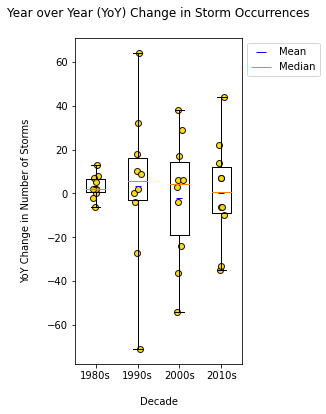 Year over Year (YoY) Change in Storm Occurrences
Mean
Median
YoY Change in Number of Storms
60
40
20
0
−20
−40
−60
1980s 1990s 2000s 2010s
Decade